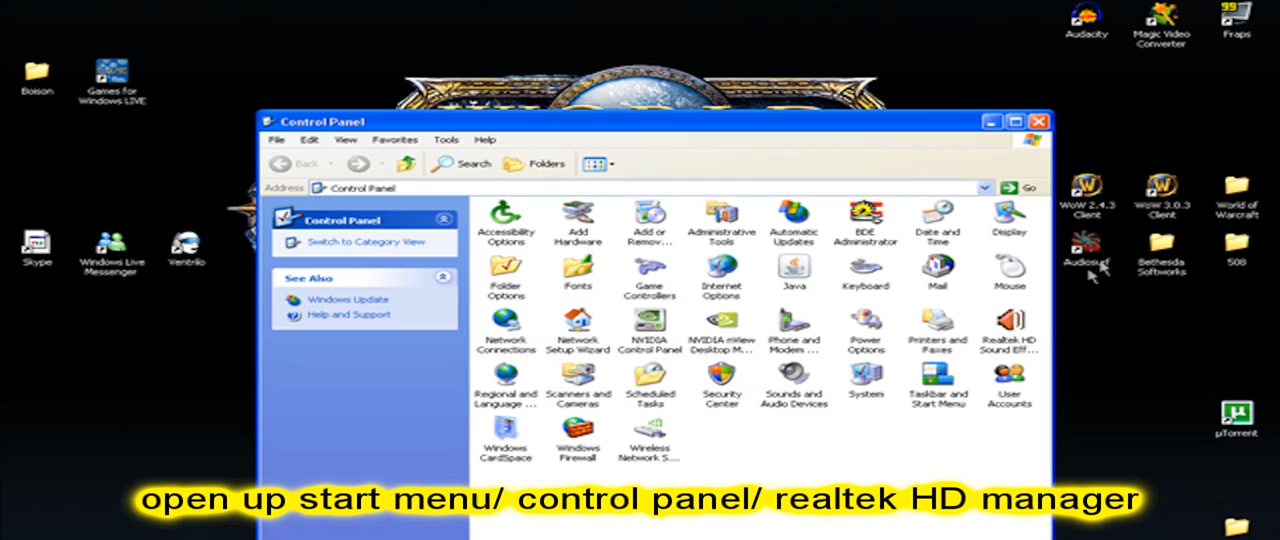 Audacity
Magic Video
Converter
99
Fraps
Boison
Games for
Windows LIVE
Control Panel
File Edit View Favorites Tools Help
Back Search Folders
Address Control Panel Go
Control Panel
Switch to Category View
See Also
Windows Update
Help and Support
Accessibility
Options
Add
Hardware
Add or
Remov...
Administrative
Tools
Automatic
Updates
BDE
Administrator
Date and
Time
Display
Folder
Options
Fonts
Game
Controllers
Internet
Options
Java
Keyboard
Mail
Mouse
Network
Connections
Network
Setup Wizard
NVIDIA
Control Panel
NVIDIA nView
Desktop M...
Phone and
Modem ...
Power
Options
Printers and
Faxes
Realtek HD
Sound Eff...
Regional and
Language ...
Scanners and
Cameras
Scheduled
Tasks
Security
Center
Sounds and
Audio Devices
System
Taskbar and
Start Menu
User
Accounts
Windows
CardSpace
Windows
Firewall
Wireless
Network S...
WoW 2.4.3
Client
WoW 3.0.3
Client
World of
Warcraft
Skype
Windows Live
Messenger
Ventrilo
Audiosurf
Bethesda
Softworks
µTorrent
open up start menu/ control panel/ realtek HD manager